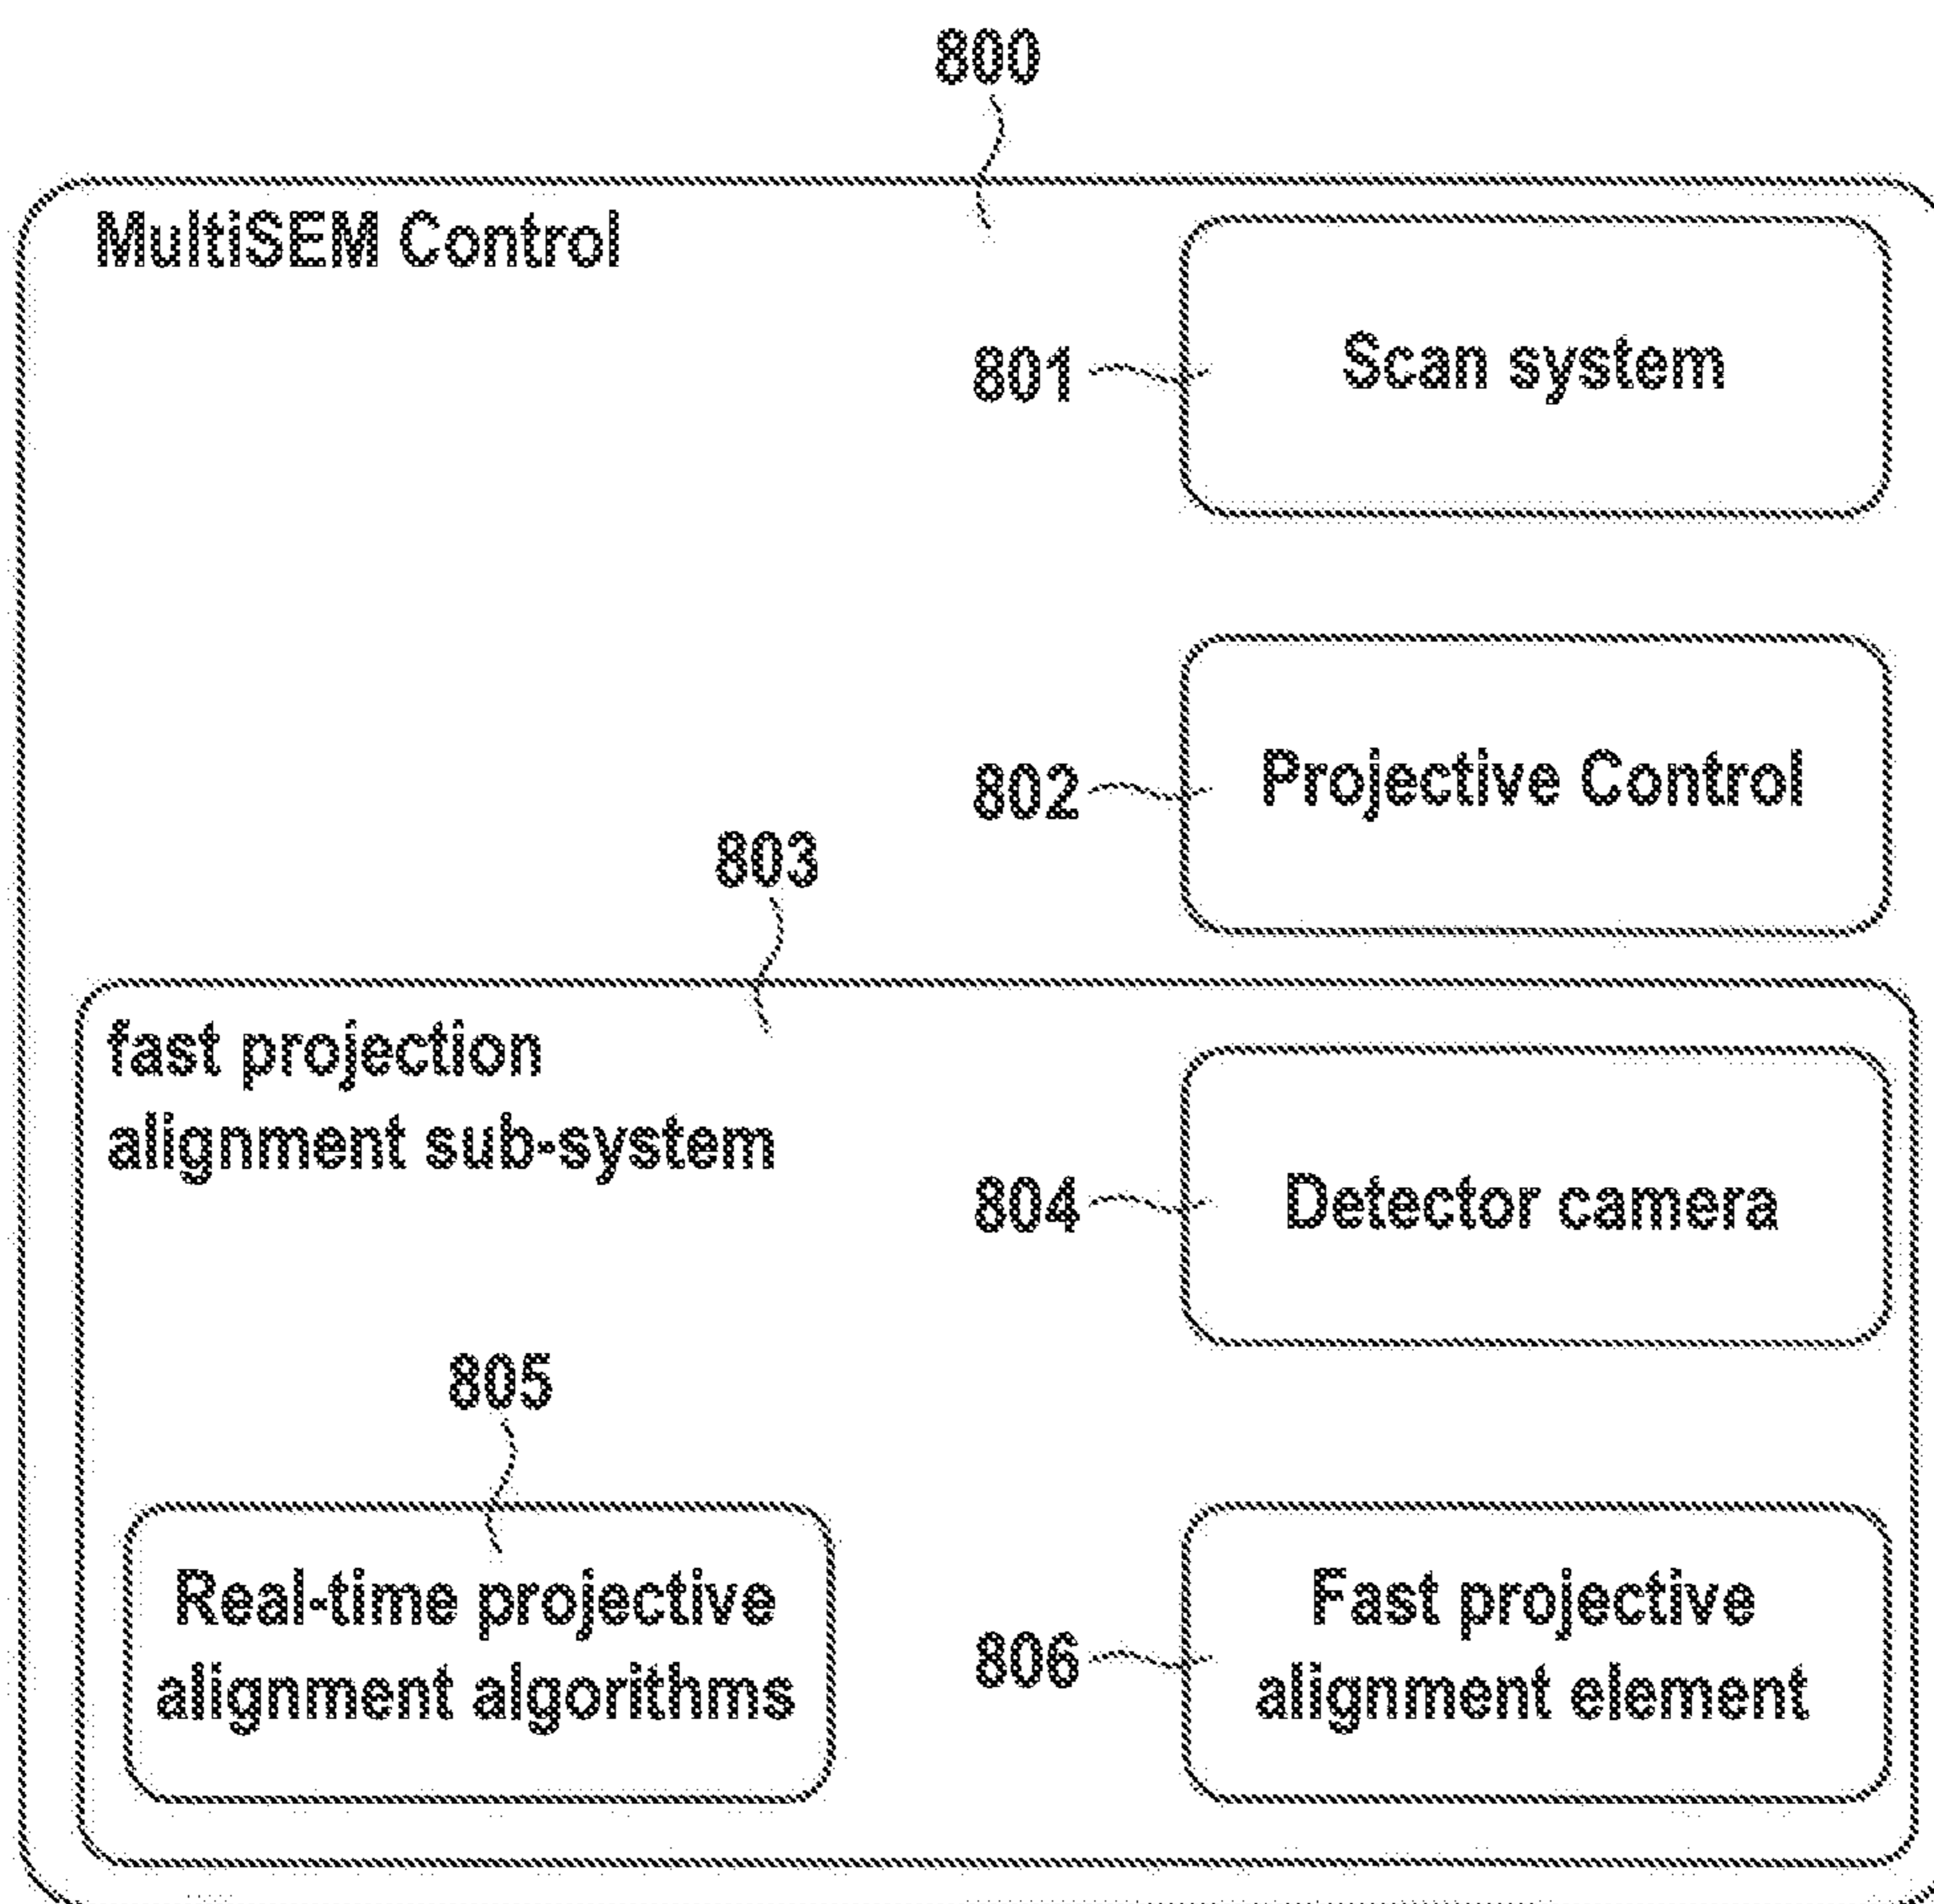 800
MultiSEM Control
801
Scan system
802
Projective Control
803
fast projection
alignment sub-system
804
Detector camera
805
Real-time projective
alignment algorithms
806
Fast projective
alignment element